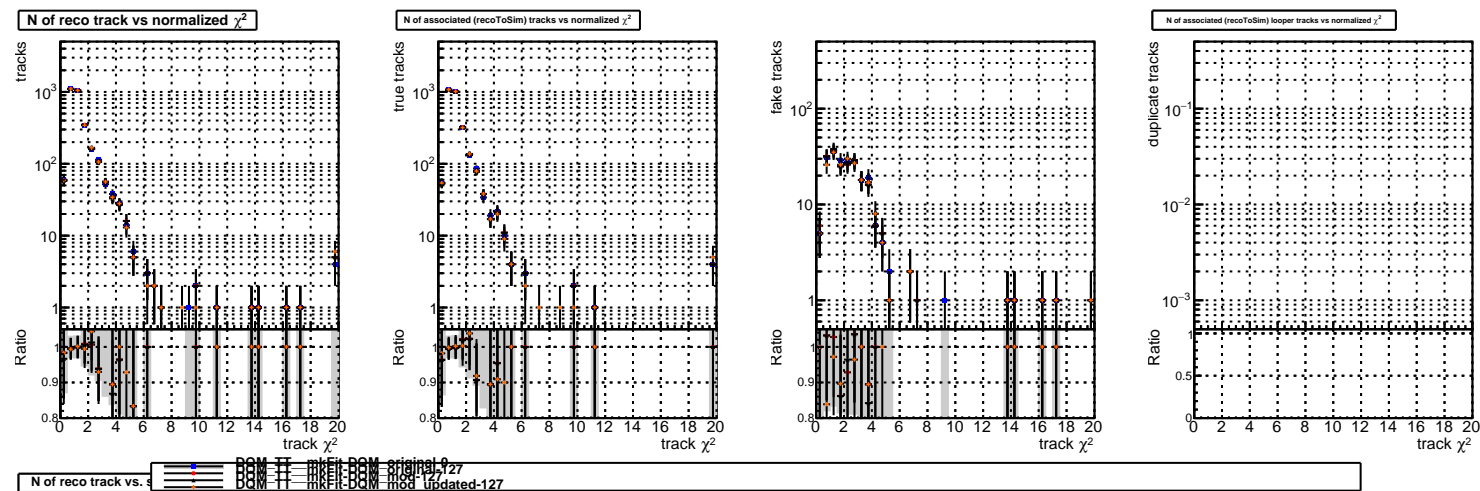 N of reco track vs normalized χ²
tracks
10³
10²
10
1
Ratio
1
0.9
0.8
0 2 4 6 8 10 12 14 16 18 20
track χ²
N of associated (recoToSim) tracks vs normalized χ²
true tracks
10³
10²
10
1
Ratio
1
0.9
0.8
0 2 4 6 8 10 12 14 16 18 20
track χ²
fake tracks
10²
10
1
Ratio
1
0.9
0.8
0 2 4 6 8 10 12 14 16 18 20
track χ²
N of associated (recoToSim) looper tracks vs normalized χ²
duplicate tracks
10⁻¹
10⁻²
10⁻³
Ratio
1
0.5
0
0 2 4 6 8 10 12 14 16 18 20
track χ²
DQM_TT__mkFit-DQM_original-0
DQM_TT__mkFit-DQM_original-127
DQM_TT__mkFit-DQM_mod-127
DQM_TT__mkFit-DQM_mod_updated-127
N of reco track vs.